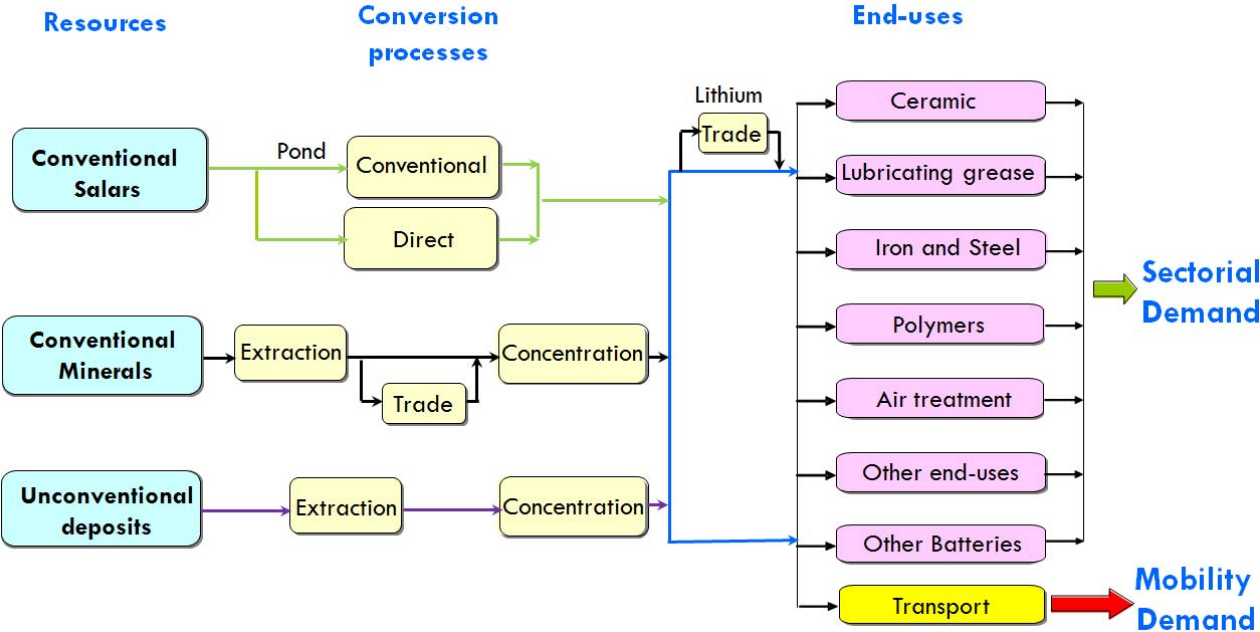 Resources
Conversion
processes
End-uses
Conventional
Salars
Pond
Conventional
Direct
Conventional
Minerals
Extraction
Trade
Concentration
Unconventional
deposits
Extraction
Concentration
Lithium
Trade
Ceramic
Lubricating grease
Iron and Steel
Polymers
Air treatment
Other end-uses
Other Batteries
Transport
Sectorial
Demand
Mobility
Demand